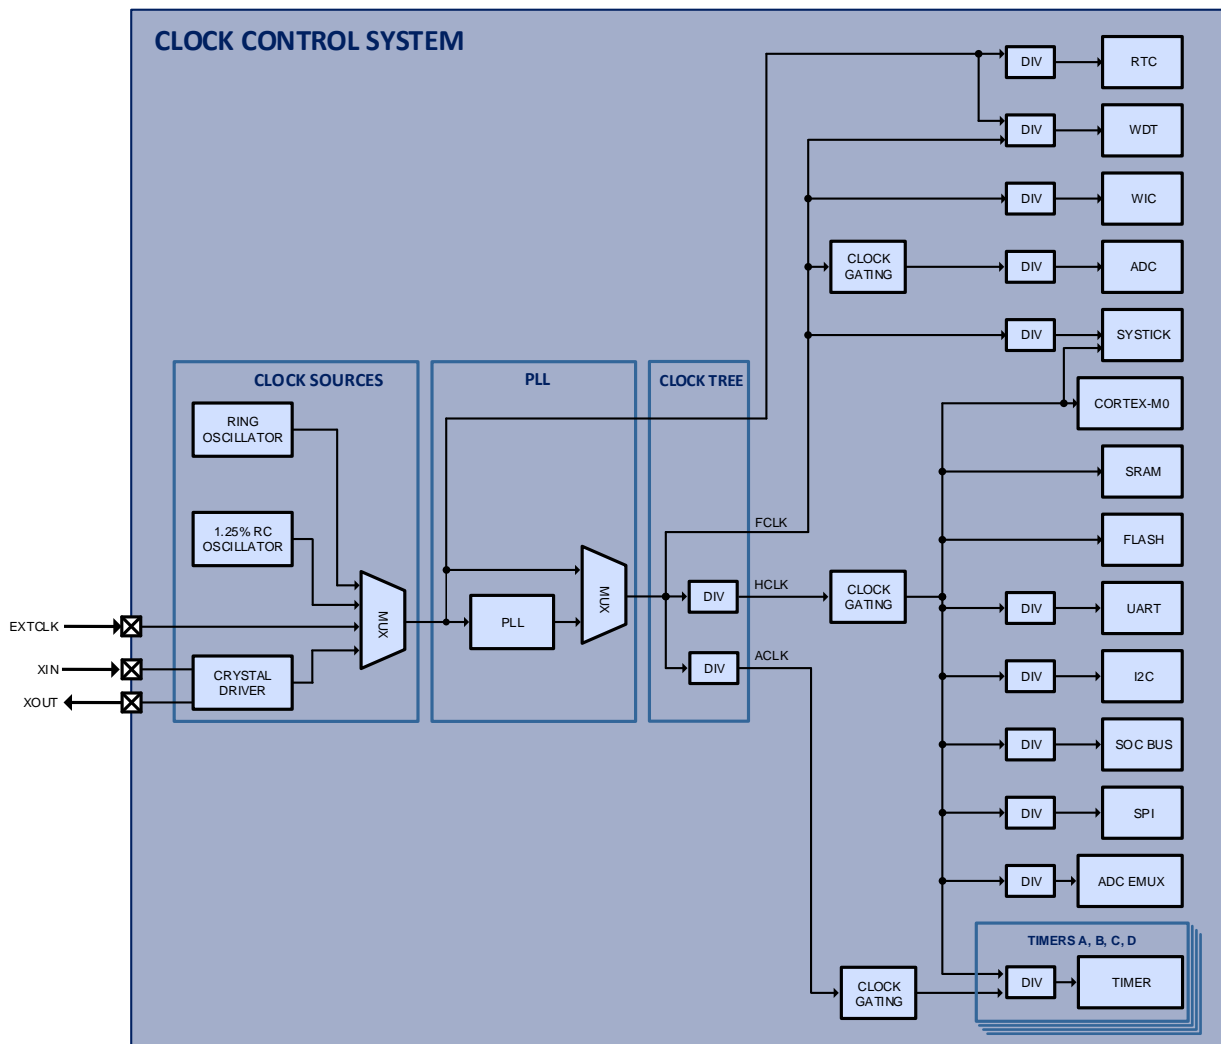 CLOCK CONTROL SYSTEM
DIV
RTC
DIV
WDT
DIV
WIC
CLOCK
GATING
DIV
ADC
DIV
SYSTICK
CLOCK SOURCES
PLL
CLOCK TREE
CORTEX-M0
RING
OSCILLATOR
SRAM
1.25% RC
OSCILLATOR
FCLK
FLASH
MUX
MUX
PLL
DIV
HCLK
CLOCK
GATING
DIV
UART
EXTCLK
XIN
XOUT
CRYSTAL
DRIVER
DIV
ACLK
DIV
I2C
DIV
SOC BUS
DIV
SPI
DIV
ADC EMUX
TIMERS A, B, C, D
CLOCK
GATING
DIV
TIMER